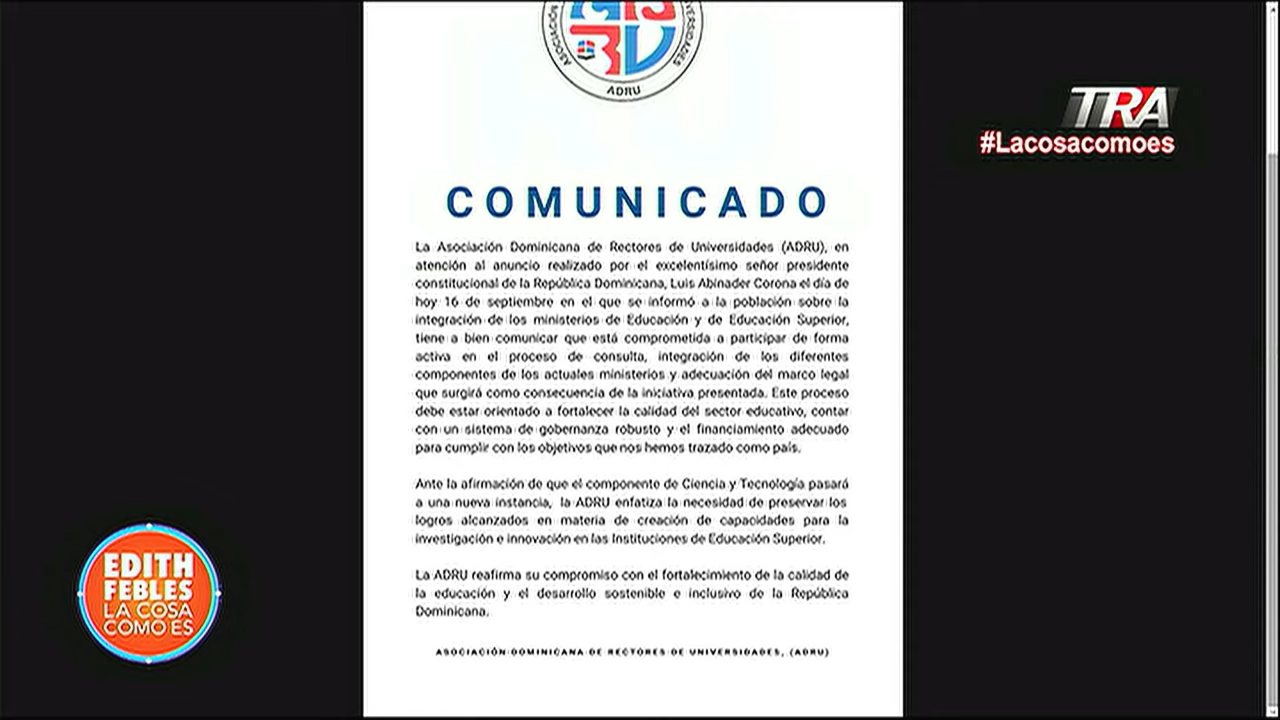 ADRU
TRA
#Lacosacomoes
COMUNICADO
La Asociación Dominicana de Rectores de Universidades (ADRU), en
atención al anuncio realizado por el excelentísimo señor presidente
constitucional de la República Dominicana, Luis Abinader Corona el día de
hoy 16 de septiembre en el que se informó a la población sobre la
integración de los ministerios de Educación y de Educación Superior,
tiene a bien comunicar que está comprometida a participar de forma
activa en el proceso de consulta, integración de los diferentes
componentes de los actuales ministerios y adecuación del marco legal
que surgirá como consecuencia de la iniciativa presentada. Este proceso
debe estar orientado a fortalecer la calidad del sector educativo, contar
con un sistema de gobernanza robusto y el financiamiento adecuado
para cumplir con los objetivos que nos hemos trazado como país.
Ante la afirmación de que el componente de Ciencia y Tecnología pasará
a una nueva instancia, la ADRU enfatiza la necesidad de preservar los
logros alcanzados en materia de creación de capacidades para la
investigación e innovación en las Instituciones de Educación Superior.
La ADRU reafirma su compromiso con el fortalecimiento de la calidad de
la educación y el desarrollo sostenible e inclusivo de la República
Dominicana.
ASOCIACIÓN DOMINICANA DE RECTORES DE UNIVERSIDADES, (ADRU)
EDITH
FEBLES
LA COSA
COMO ES